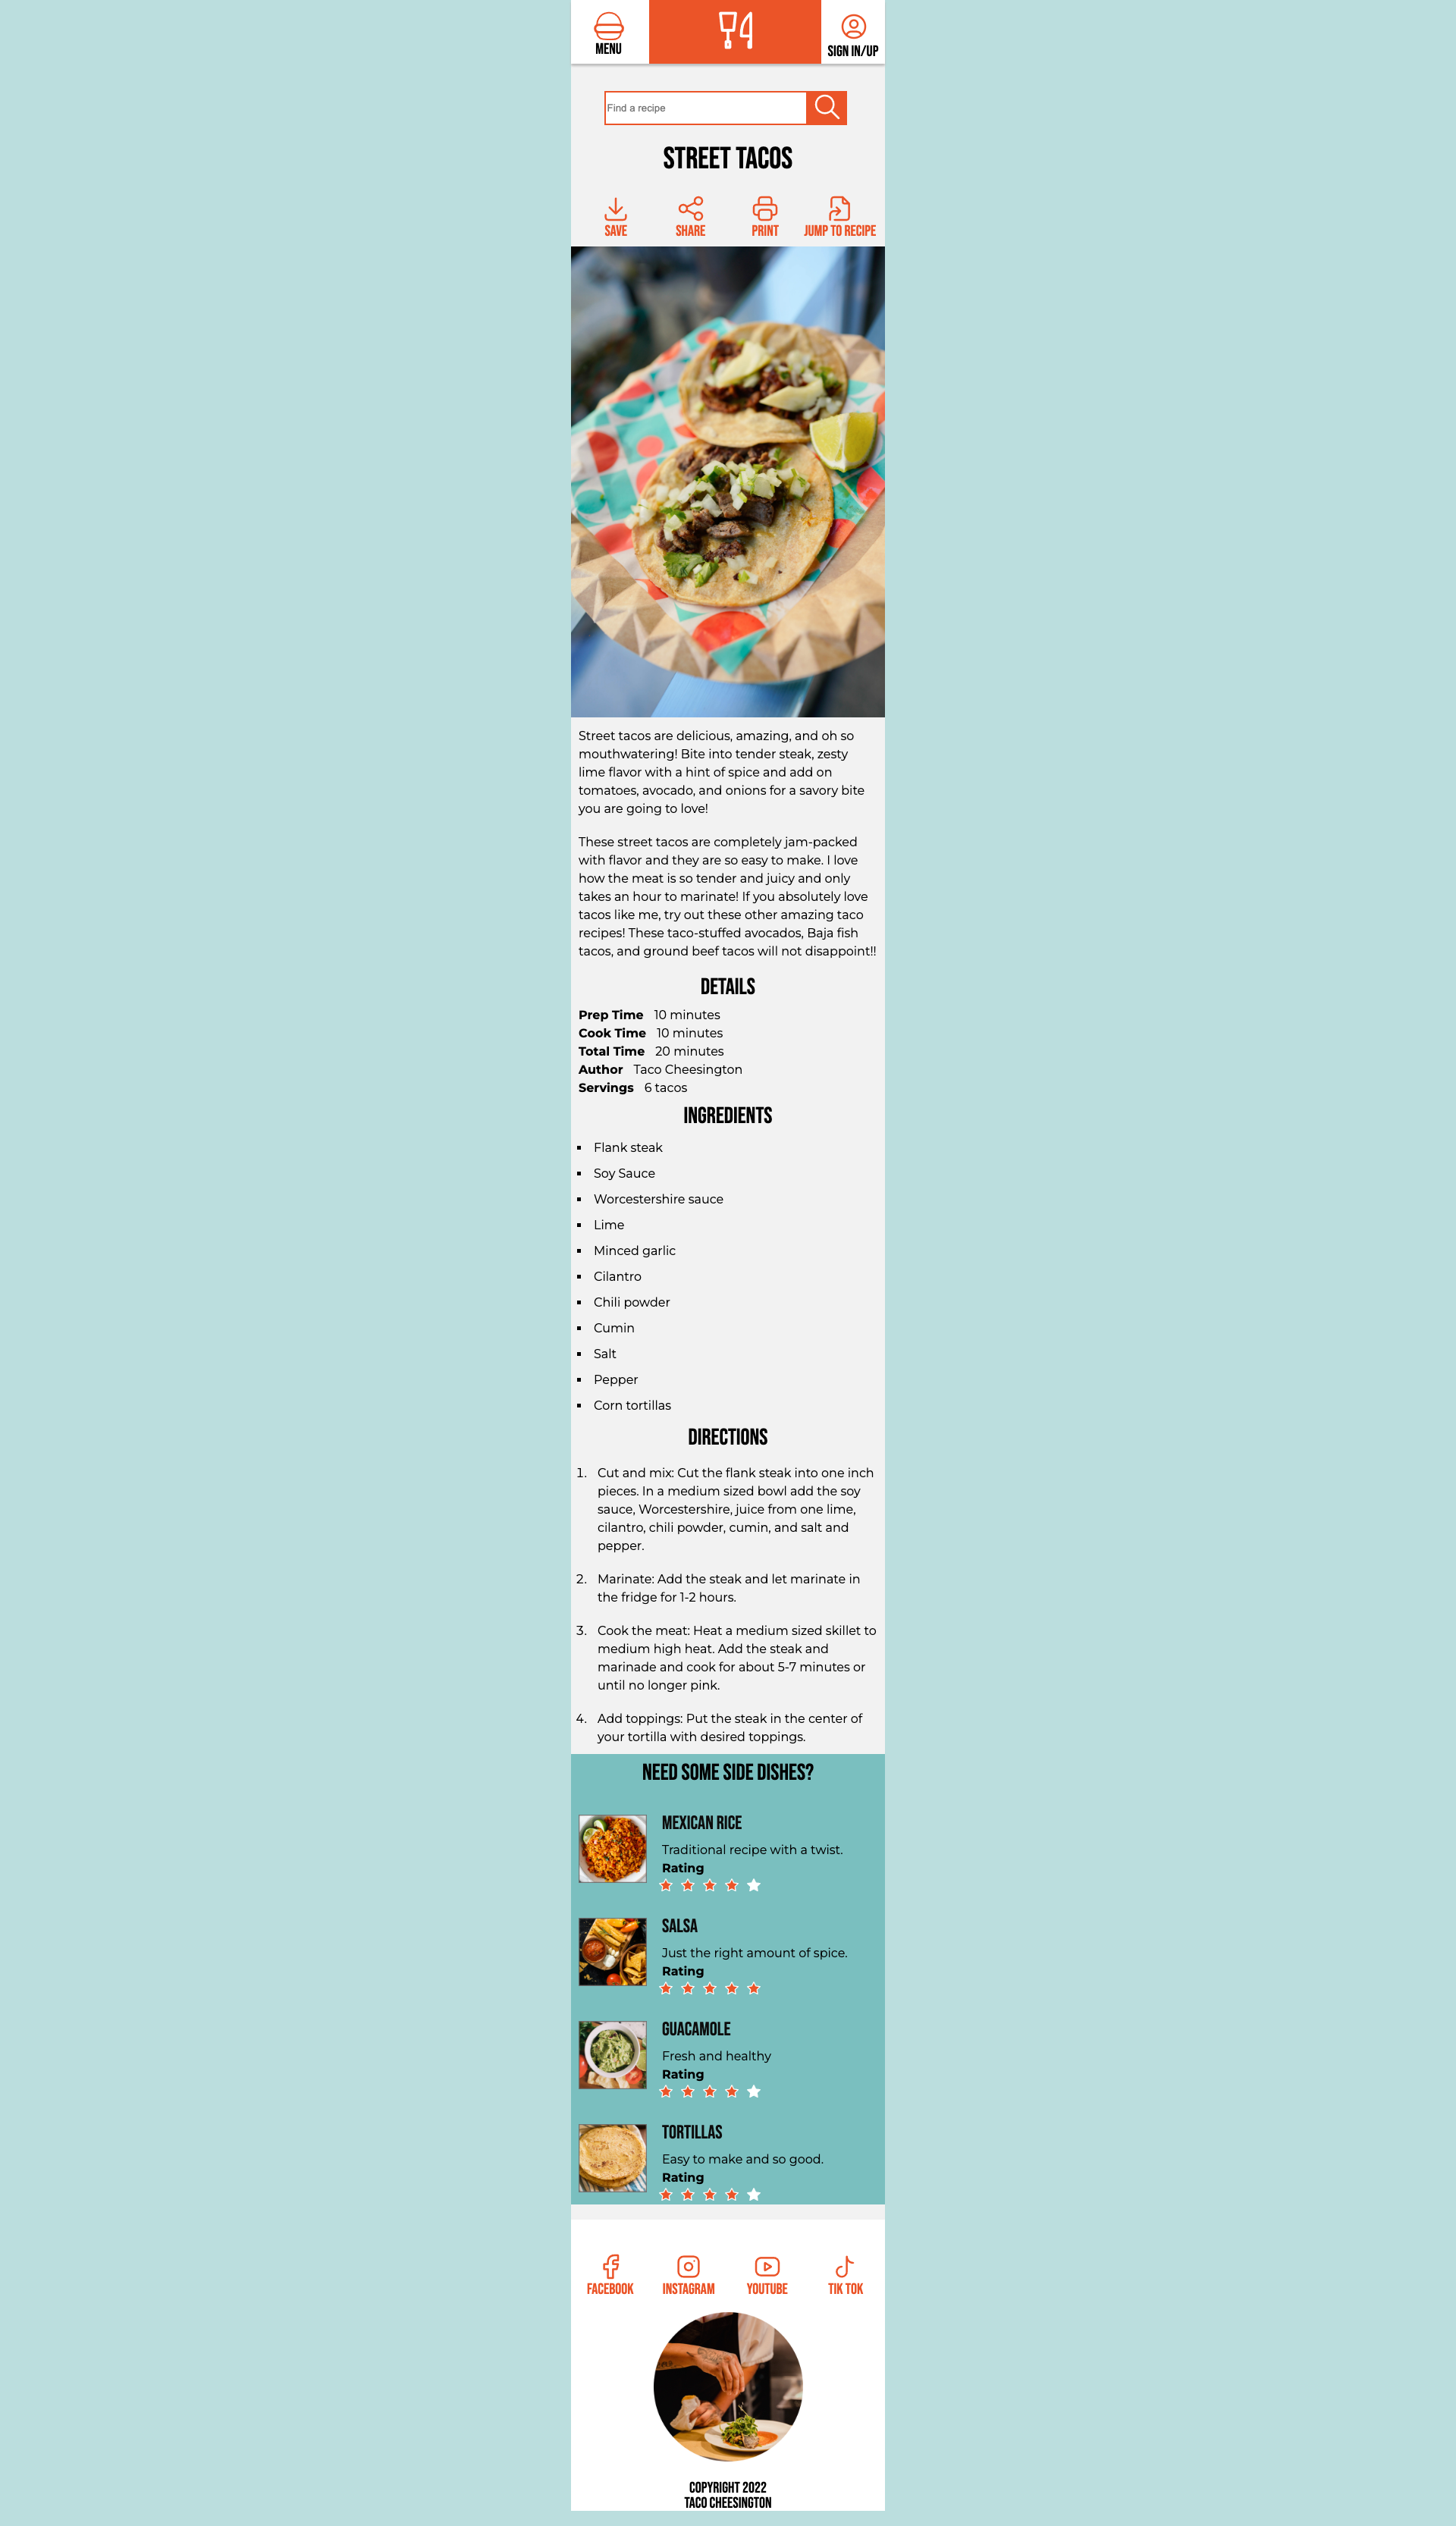 MENU
SIGN IN/UP
Find a recipe
STREET TACOS
SAVE
SHARE
PRINT
JUMP TO RECIPE
Street tacos are delicious, amazing, and oh so
mouthwatering! Bite into tender steak, zesty
lime flavor with a hint of spice and add on
tomatoes, avocado, and onions for a savory bite
you are going to love!
These street tacos are completely jam-packed
with flavor and they are so easy to make. I love
how the meat is so tender and juicy and only
takes an hour to marinate! If you absolutely love
tacos like me, try out these other amazing taco
recipes! These taco-stuffed avocados, Baja fish
tacos, and ground beef tacos will not disappoint!!
DETAILS
Prep Time 10 minutes
Cook Time 10 minutes
Total Time 20 minutes
Author Taco Cheesington
Servings 6 tacos
INGREDIENTS
▪ Flank steak
▪ Soy Sauce
▪ Worcestershire sauce
▪ Lime
▪ Minced garlic
▪ Cilantro
▪ Chili powder
▪ Cumin
▪ Salt
▪ Pepper
▪ Corn tortillas
DIRECTIONS
1. Cut and mix: Cut the flank steak into one inch
pieces. In a medium sized bowl add the soy
sauce, Worcestershire, juice from one lime,
cilantro, chili powder, cumin, and salt and
pepper.
2. Marinate: Add the steak and let marinate in
the fridge for 1-2 hours.
3. Cook the meat: Heat a medium sized skillet to
medium high heat. Add the steak and
marinade and cook for about 5-7 minutes or
until no longer pink.
4. Add toppings: Put the steak in the center of
your tortilla with desired toppings.
NEED SOME SIDE DISHES?
MEXICAN RICE
Traditional recipe with a twist.
Rating
SALSA
Just the right amount of spice.
Rating
GUACAMOLE
Fresh and healthy
Rating
TORTILLAS
Easy to make and so good.
Rating
FACEBOOK
INSTAGRAM
YOUTUBE
TIK TOK
COPYRIGHT 2022
TACO CHEESINGTON